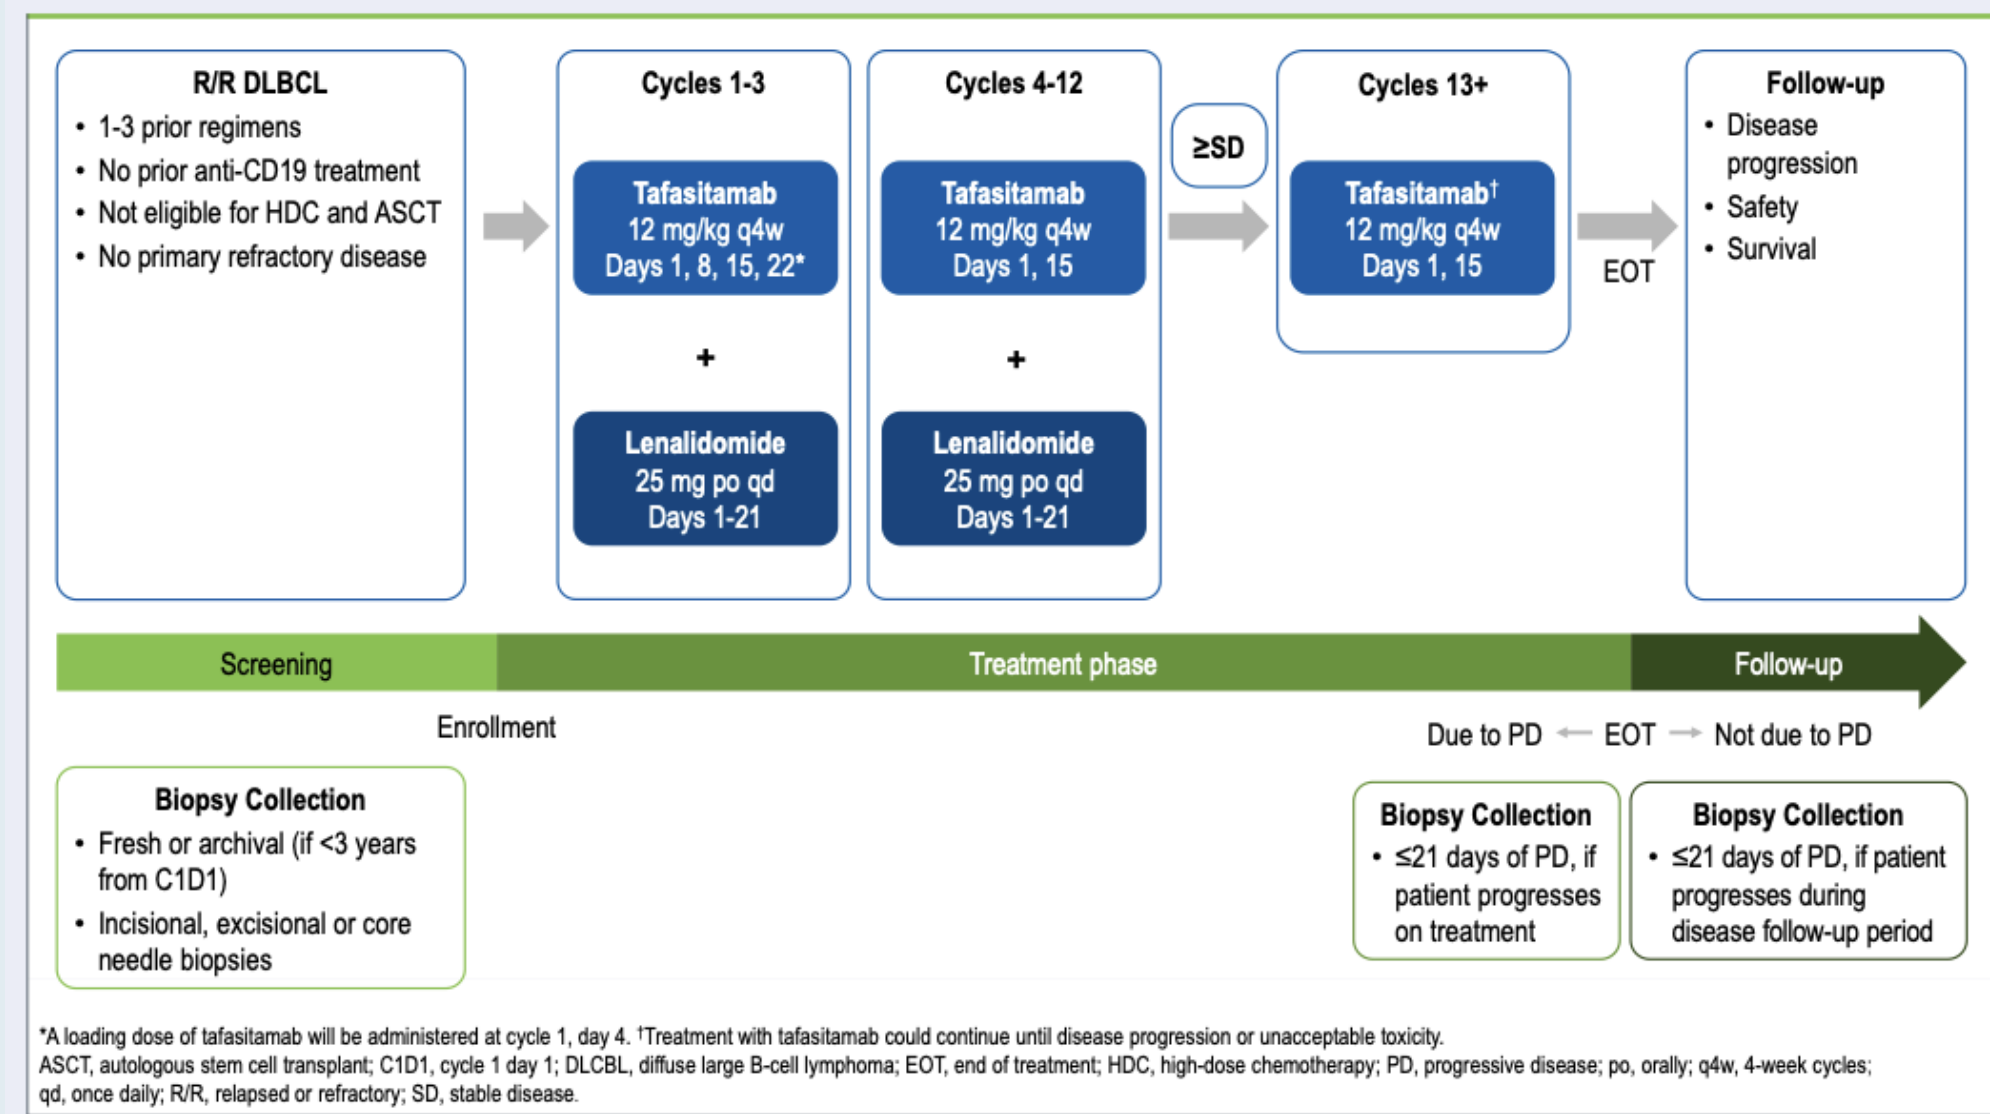 R/R DLBCL
• 1-3 prior regimens
• No prior anti-CD19 treatment
• Not eligible for HDC and ASCT
• No primary refractory disease
Cycles 1-3
Tafasitamab
12 mg/kg q4w
Days 1, 8, 15, 22*
+
Lenalidomide
25 mg po qd
Days 1-21
Cycles 4-12
Tafasitamab
12 mg/kg q4w
Days 1, 15
+
Lenalidomide
25 mg po qd
Days 1-21
≥SD
Cycles 13+
Tafasitamab†
12 mg/kg q4w
Days 1, 15
EOT
Follow-up
• Disease
progression
• Safety
• Survival
Screening
Treatment phase
Follow-up
Enrollment
Due to PD ← EOT → Not due to PD
Biopsy Collection
• Fresh or archival (if <3 years
from C1D1)
• Incisional, excisional or core
needle biopsies
Biopsy Collection
• ≤21 days of PD, if
patient progresses
on treatment
Biopsy Collection
• ≤21 days of PD, if patient
progresses during
disease follow-up period
*A loading dose of tafasitamab will be administered at cycle 1, day 4. †Treatment with tafasitamab could continue until disease progression or unacceptable toxicity.
ASCT, autologous stem cell transplant; C1D1, cycle 1 day 1; DLCBL, diffuse large B-cell lymphoma; EOT, end of treatment; HDC, high-dose chemotherapy; PD, progressive disease; po, orally; q4w, 4-week cycles;
qd, once daily; R/R, relapsed or refractory; SD, stable disease.